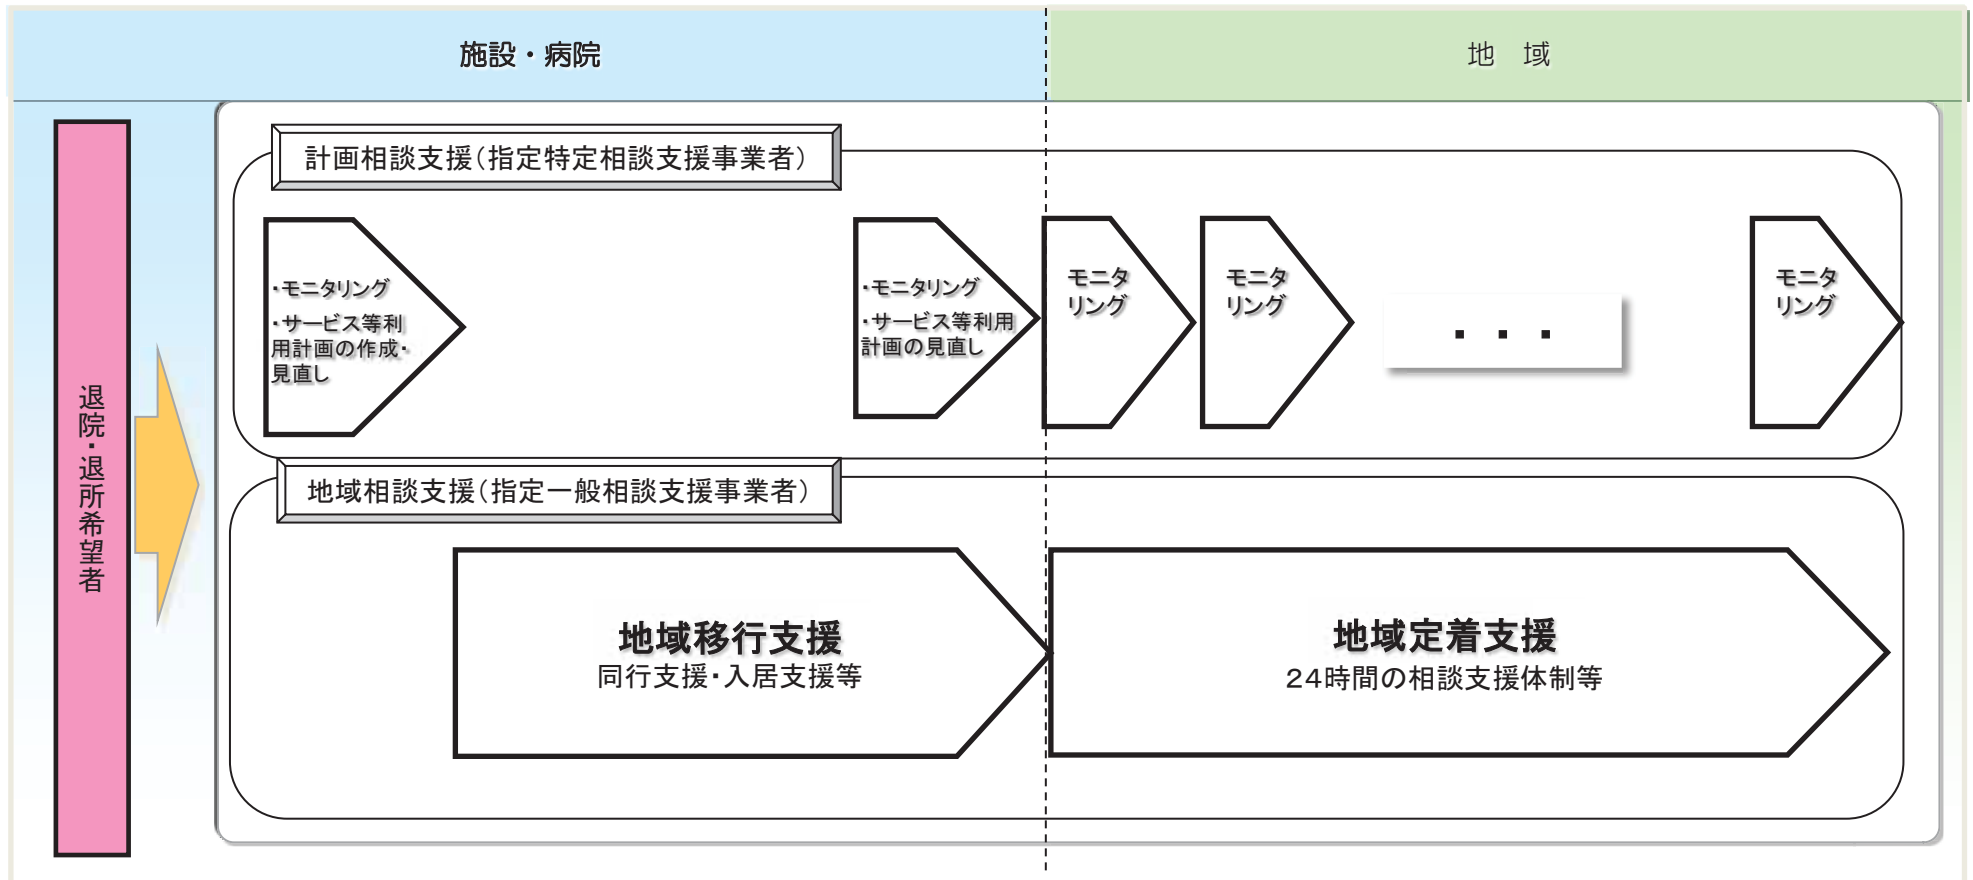 施設・病院
地　域
退院・退所希望者
計画相談支援（指定特定相談支援事業者）
・モニタリング
・サービス等利
用計画の作成・
見直し
・モニタリング
・サービス等利用
計画の見直し
モニタ
リング
モニタ
リング
・・・
モニタ
リング
地域相談支援（指定一般相談支援事業者）
地域移行支援
同行支援・入居支援等
地域定着支援
２４時間の相談支援体制等